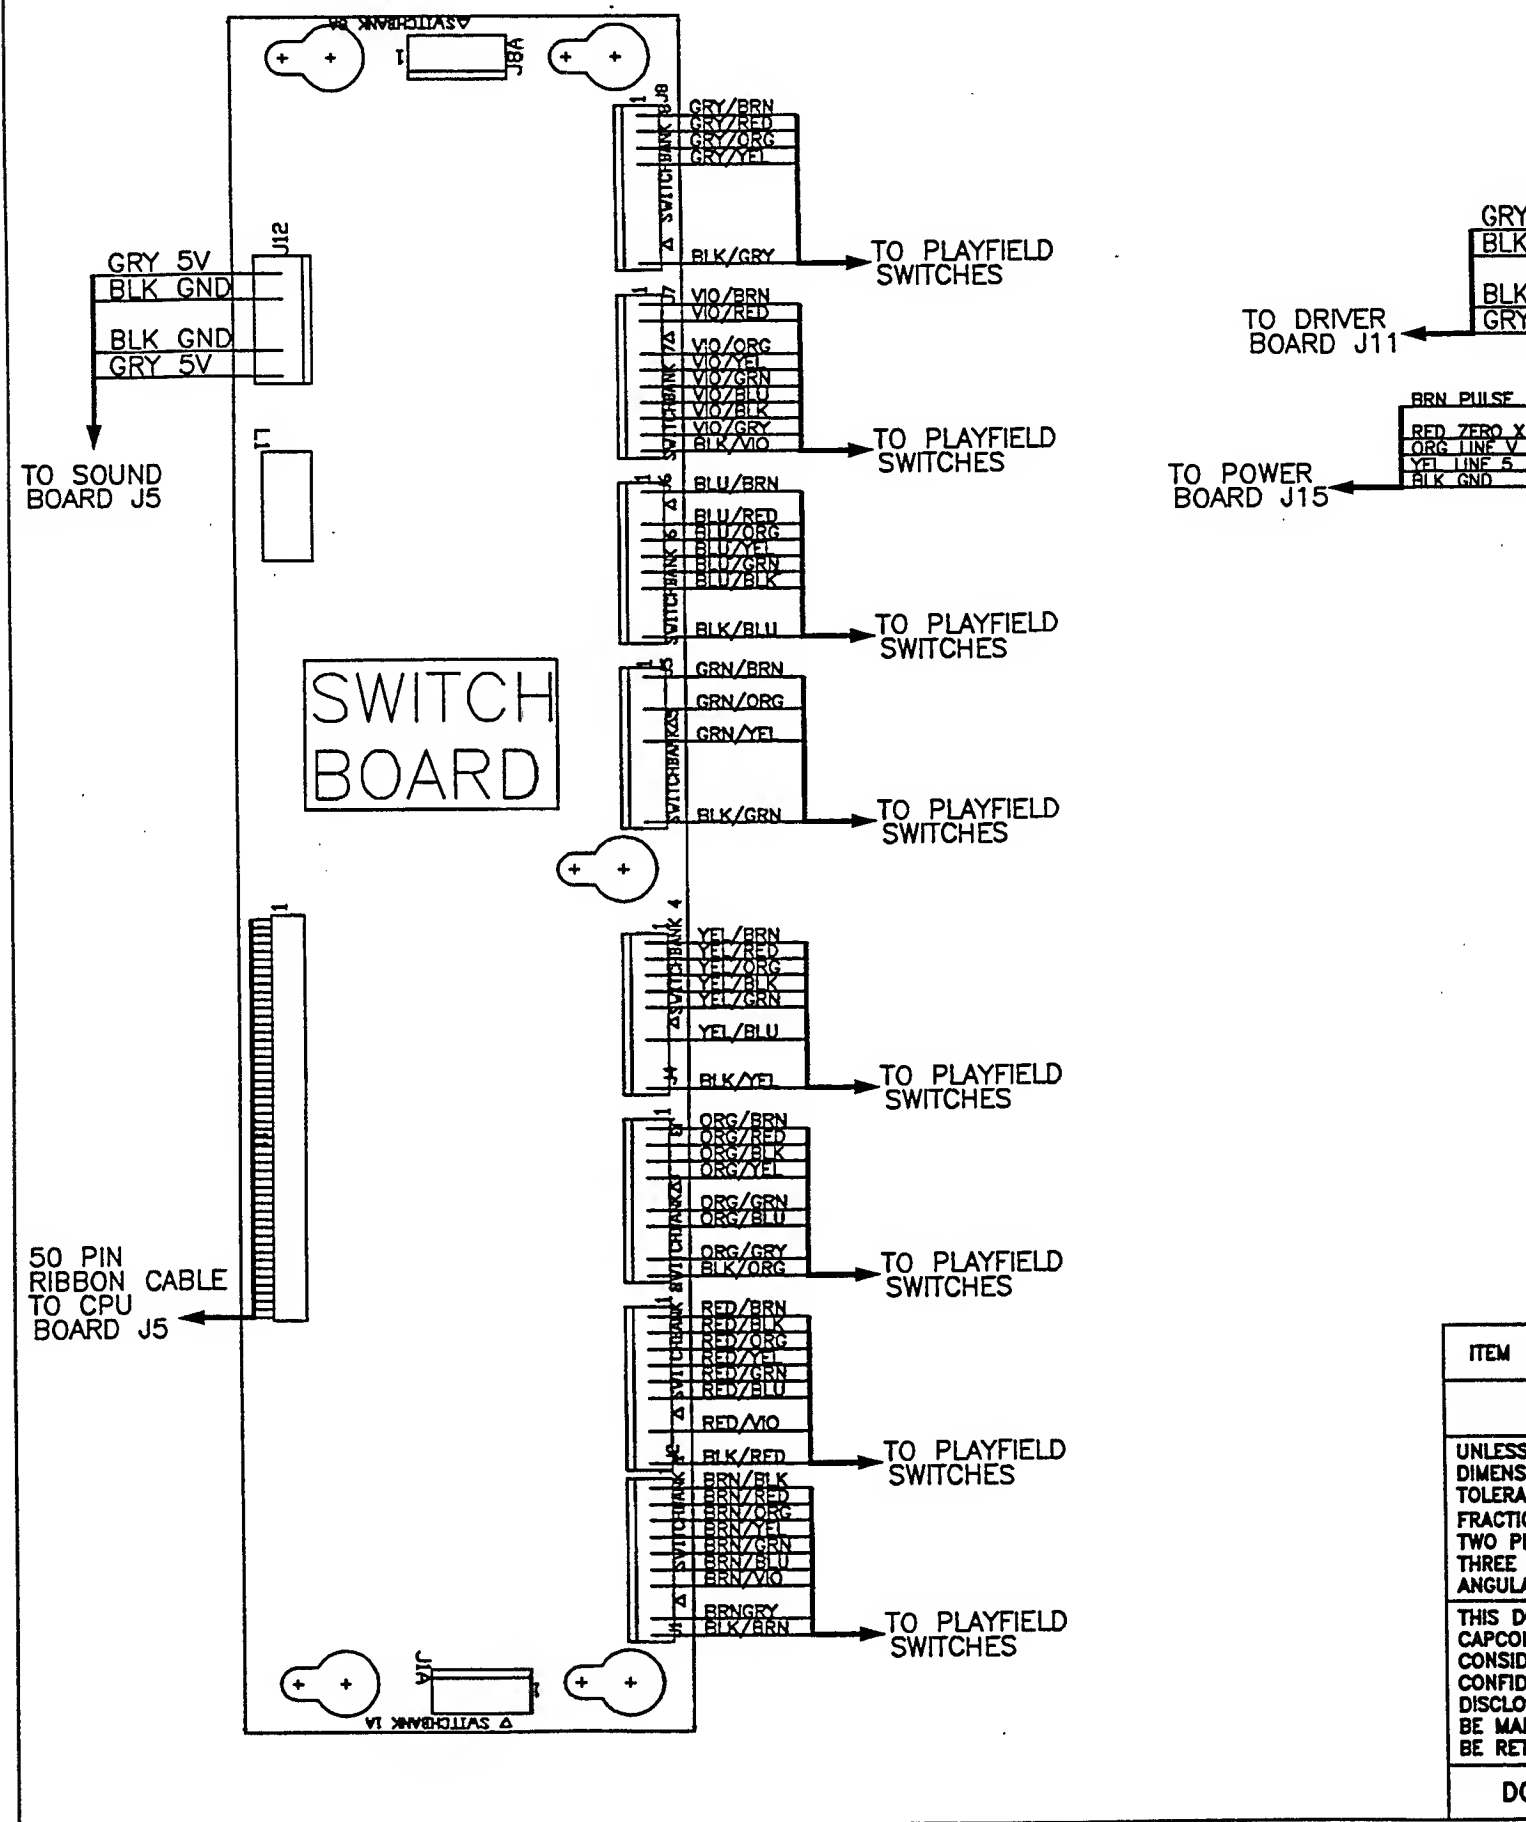 △SWITCHBANK 8A
1
J8A
J8
1
△ SWITCHBANK 8
GRY/BRN
GRY/RED
GRY/ORG
GRY/YEL
BLK/GRY
TO PLAYFIELD
SWITCHES
J12
GRY 5V
BLK GND
BLK GND
GRY 5V
TO SOUND
BOARD J5
L1
J7
1
SWITCHBANK 7△
VIO/BRN
VIO/RED
VIO/ORG
VIO/YEL
VIO/GRN
VIO/BLU
VIO/BLK
VIO/GRY
BLK/VIO
TO PLAYFIELD
SWITCHES
J6
1
SWITCHBANK 6 △
BLU/BRN
BLU/RED
BLU/ORG
BLU/YEL
BLU/GRN
BLU/BLK
BLK/BLU
TO PLAYFIELD
SWITCHES
SWITCH
BOARD
J5
1
SWITCHBANK△5
GRN/BRN
GRN/ORG
GRN/YEL
BLK/GRN
TO PLAYFIELD
SWITCHES
1
△SWITCHBANK 4
1
J4
YEL/BRN
YEL/RED
YEL/ORG
YEL/BLK
YEL/GRN
YEL/BLU
BLK/YEL
TO PLAYFIELD
SWITCHES
50 PIN
RIBBON CABLE
TO CPU
BOARD J5
1
SWITCHBANK△
ORG/BRN
ORG/RED
ORG/BLK
ORG/YEL
ORG/GRN
ORG/BLU
ORG/GRY
BLK/ORG
TO PLAYFIELD
SWITCHES
1
△ SWITCHBANK
J2
RED/BRN
RED/BLK
RED/ORG
RED/YEL
RED/GRN
RED/BLU
RED/VIO
BLK/RED
TO PLAYFIELD
SWITCHES
1
△ SWITCHBANK
J1
BRN/BLK
BRN/RED
BRN/ORG
BRN/YEL
BRN/GRN
BRN/BLU
BRN/VIO
BRNGRY
BLK/BRN
TO PLAYFIELD
SWITCHES
J1A
1
△ SWITCHBANK 1A
GRY
BLK
BLK
GRY
TO DRIVER
BOARD J11
BRN PULSE
RED ZERO X
ORG LINE V
YEL LINE 5
BLK GND
TO POWER
BOARD J15
ITEM
UNLESS
DIMENS
TOLERA
FRACTI
TWO
THREE
ANGULA
THIS D
CAPCO
CONSID
CONFID
DISCLO
BE MA
BE RE